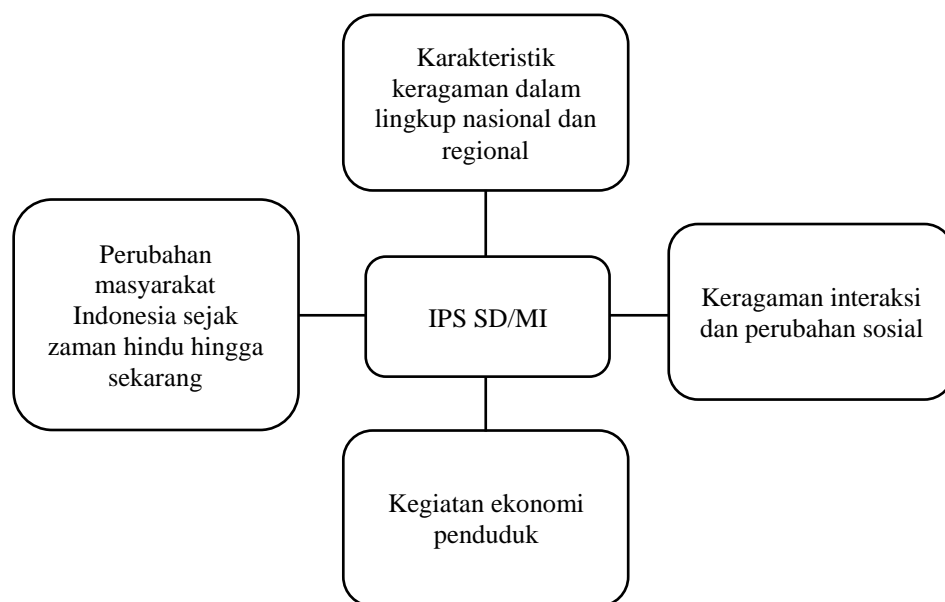 Karakteristik
keragaman dalam
lingkup nasional dan
regional
Perubahan
masyarakat
Indonesia sejak
zaman hindu hingga
sekarang
IPS SD/MI
Keragaman interaksi
dan perubahan sosial
Kegiatan ekonomi
penduduk